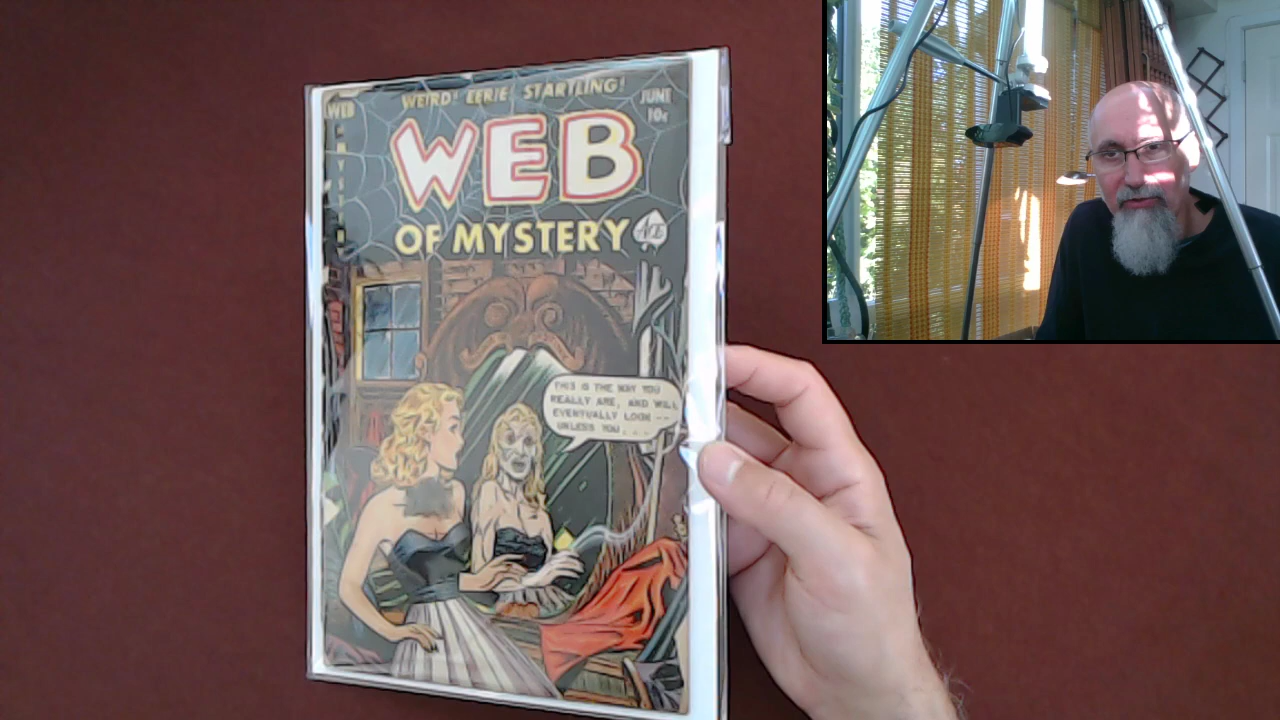 WEIRD! EERIE STARTLING!
JUNE
10¢
WEB
WEB
OF MYSTERY
ACE
THIS IS THE WAY YOU
REALLY ARE, AND WILL
EVENTUALLY LOOK --
UNLESS YOU . . .